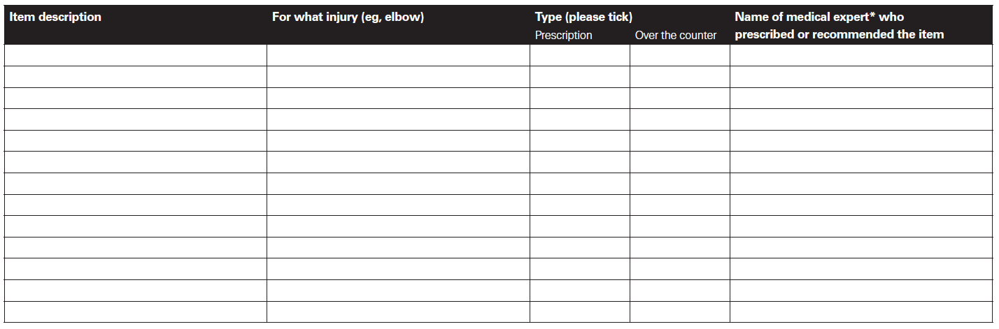 Item description
For what injury (eg, elbow)
Type (please tick)
Prescription
Over the counter
Name of medical expert* who
prescribed or recommended the item